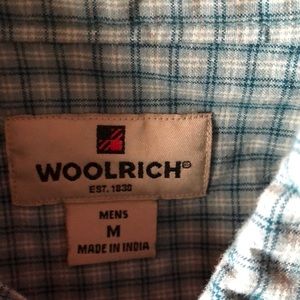 WOOLRICH®
EST. 1830
MENS
M
MADE IN INDIA